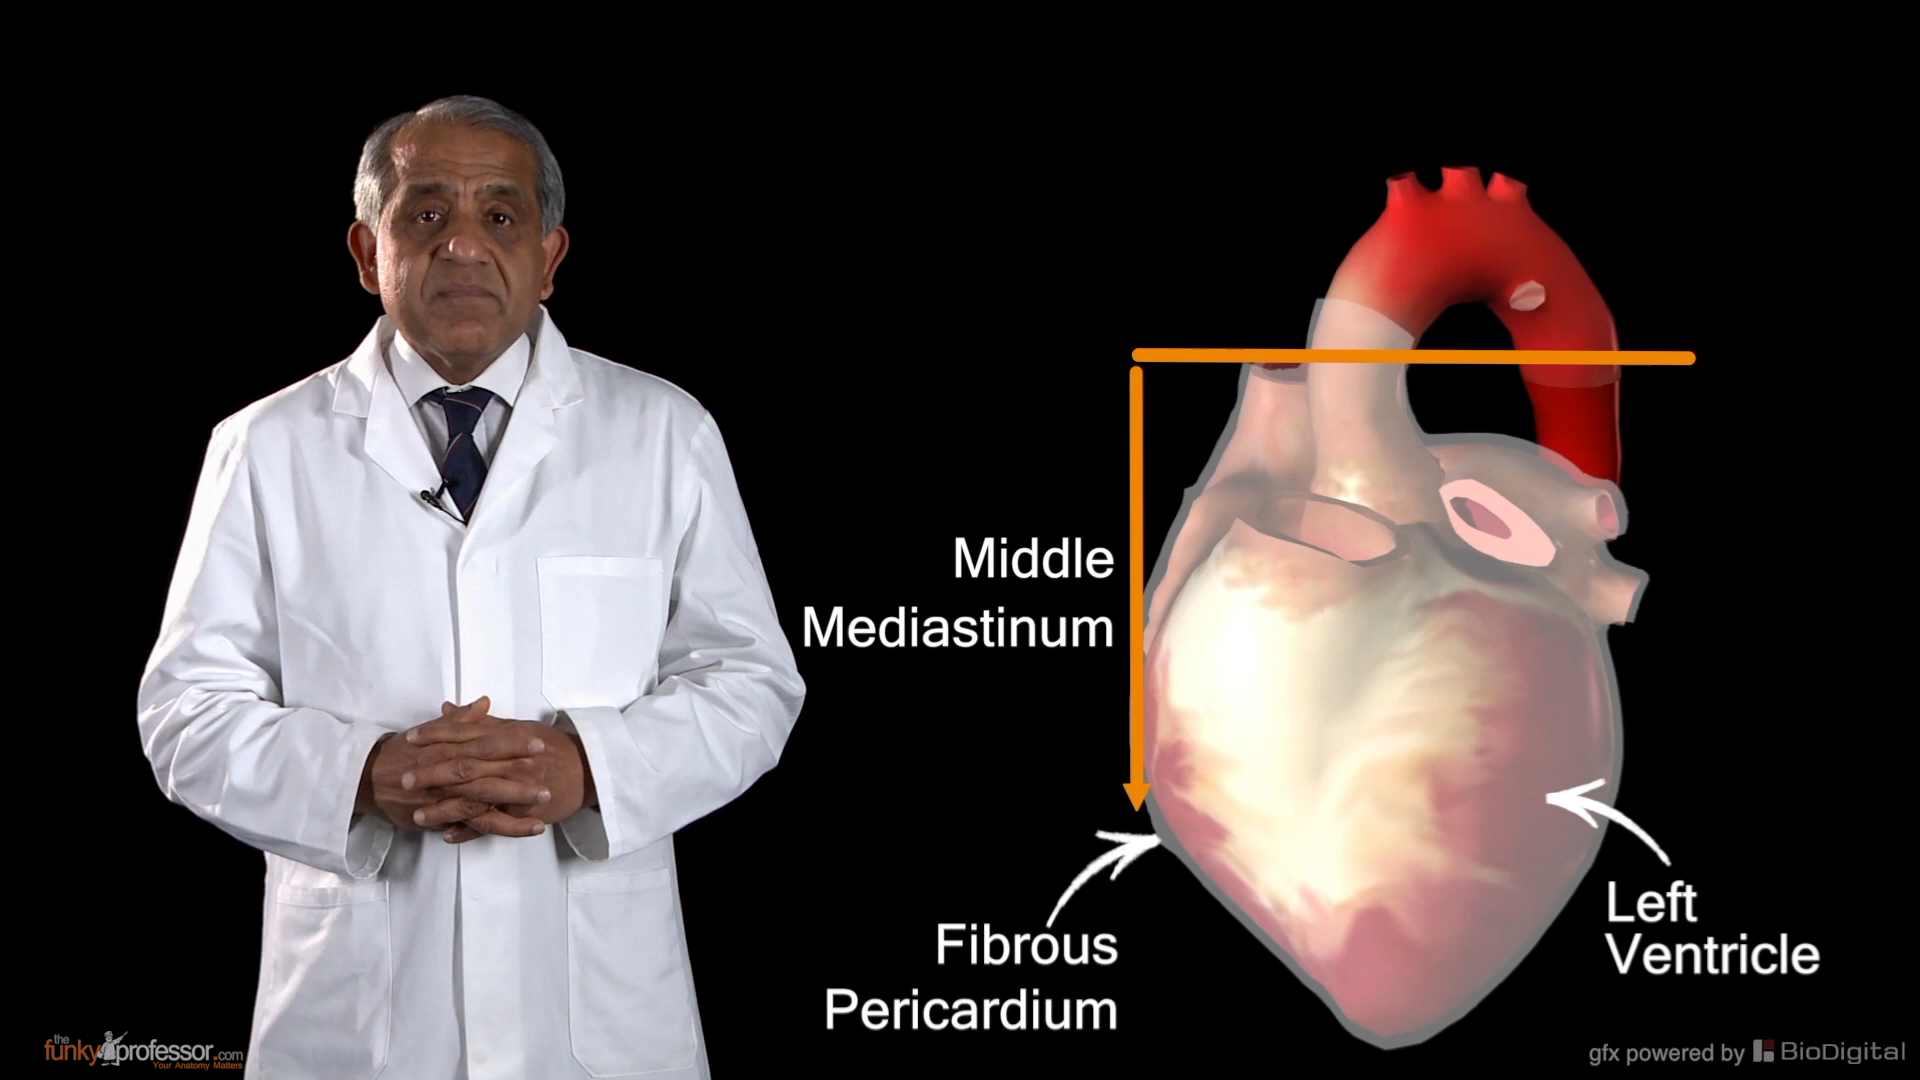 Middle
Mediastinum
Fibrous
Pericardium
Left
Ventricle
the
funkyprofessor.com
Your Anatomy Matters
gfx powered by BioDigital